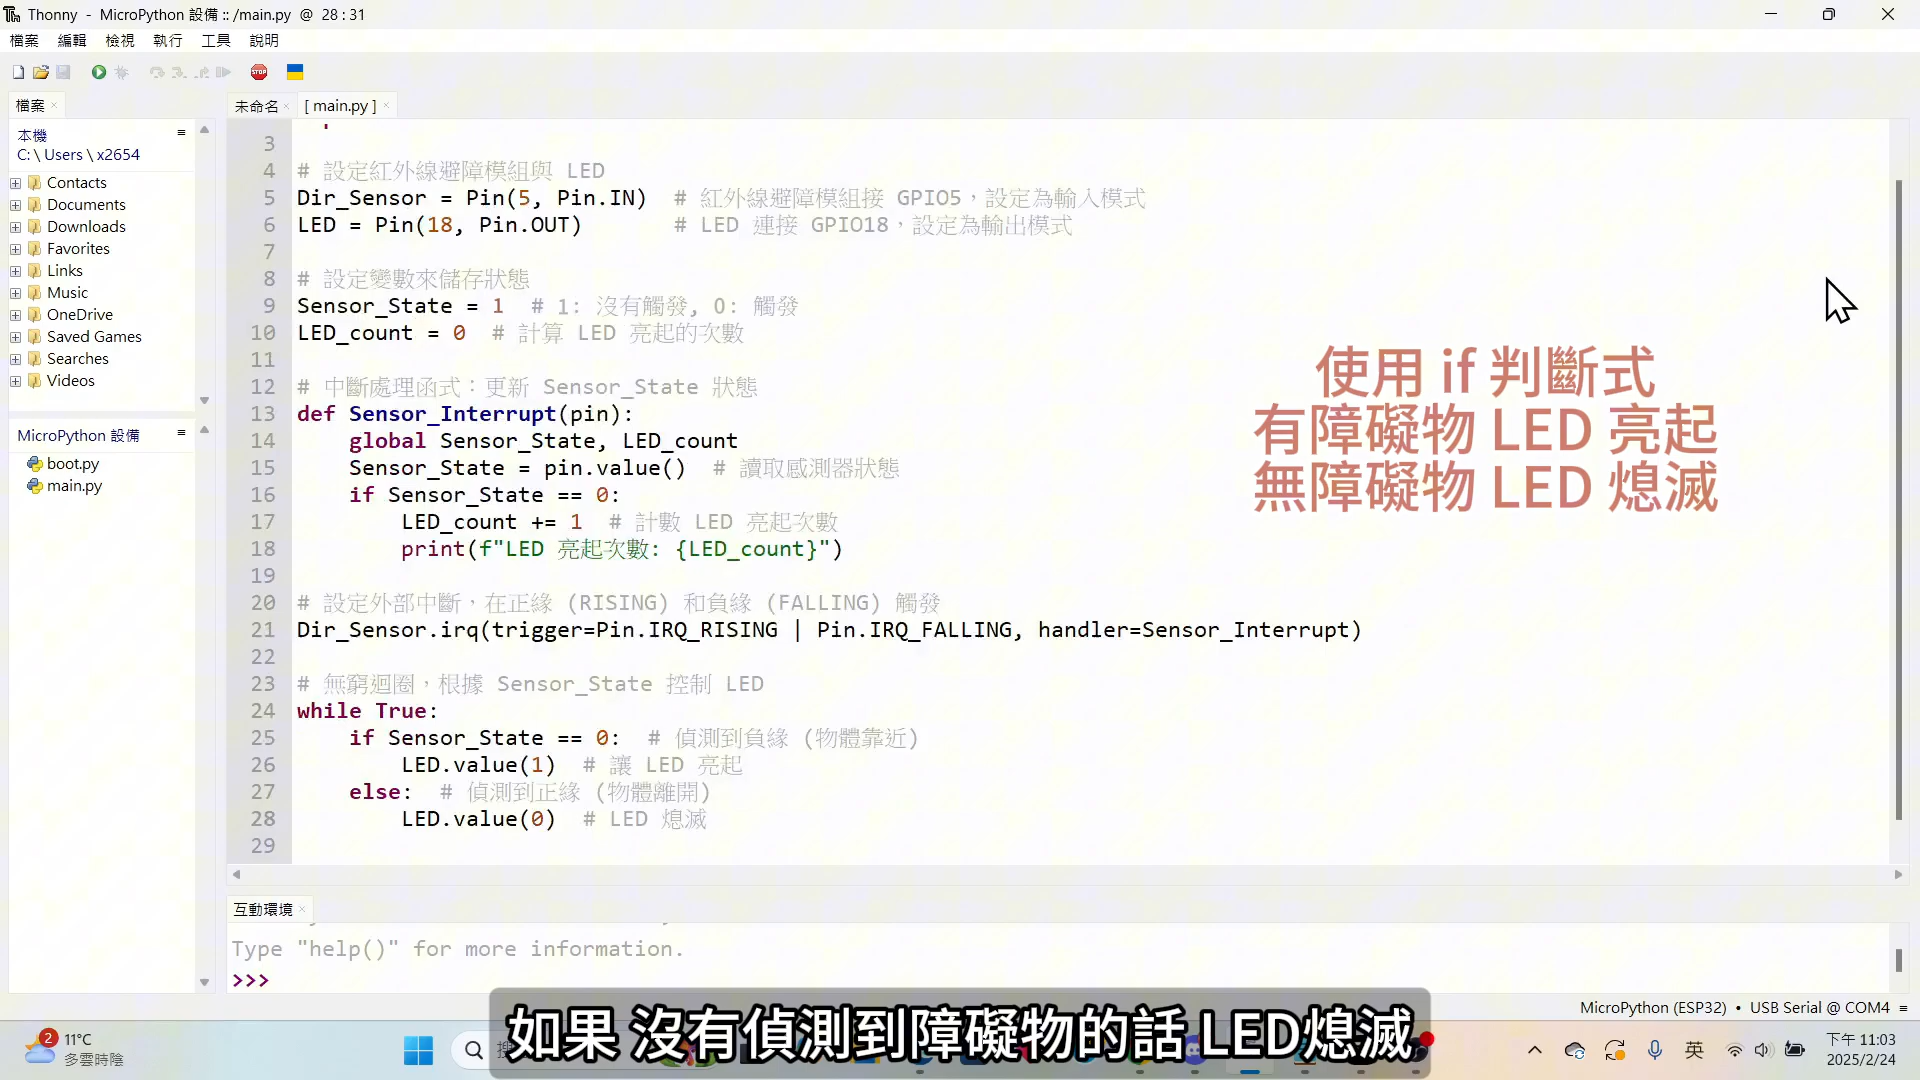 Thonny - MicroPython 設備 :: /main.py @ 28 : 31
檔案 編輯 檢視 執行 工具 說明
STOP
檔案
本機
C: \ Users \ x2654
Contacts
Documents
Downloads
Favorites
Links
Music
OneDrive
Saved Games
Searches
Videos
MicroPython 設備
boot.py
main.py
未命名 [ main.py ]
3
4 # 設定紅外線避障模組與 LED
5 Dir_Sensor = Pin(5, Pin.IN)  # 紅外線避障模組接 GPIO5，設定為輸入模式
6 LED = Pin(18, Pin.OUT)       # LED 連接 GPIO18，設定為輸出模式
7
8 # 設定變數來儲存狀態
9 Sensor_State = 1  # 1: 沒有觸發, 0: 觸發
10 LED_count = 0  # 計算 LED 亮起的次數
11
12 # 中斷處理函式：更新 Sensor_State 狀態
13 def Sensor_Interrupt(pin):
14     global Sensor_State, LED_count
15     Sensor_State = pin.value()  # 讀取感測器狀態
16     if Sensor_State == 0:
17         LED_count += 1  # 計數 LED 亮起次數
18         print(f"LED 亮起次數: {LED_count}")
19
20 # 設定外部中斷，在正緣 (RISING) 和負緣 (FALLING) 觸發
21 Dir_Sensor.irq(trigger=Pin.IRQ_RISING | Pin.IRQ_FALLING, handler=Sensor_Interrupt)
22
23 # 無窮迴圈，根據 Sensor_State 控制 LED
24 while True:
25     if Sensor_State == 0:  # 偵測到負緣 (物體靠近)
26         LED.value(1)  # 讓 LED 亮起
27     else:  # 偵測到正緣 (物體離開)
28         LED.value(0)  # LED 熄滅
29
使用 if 判斷式
有障礙物 LED 亮起
無障礙物 LED 熄滅
互動環境
Type "help()" for more information.
>>>
MicroPython (ESP32) • USB Serial @ COM4
如果 沒有偵測到障礙物的話 LED熄滅
2
11°C
多雲時陰
英
下午 11:03
2025/2/24